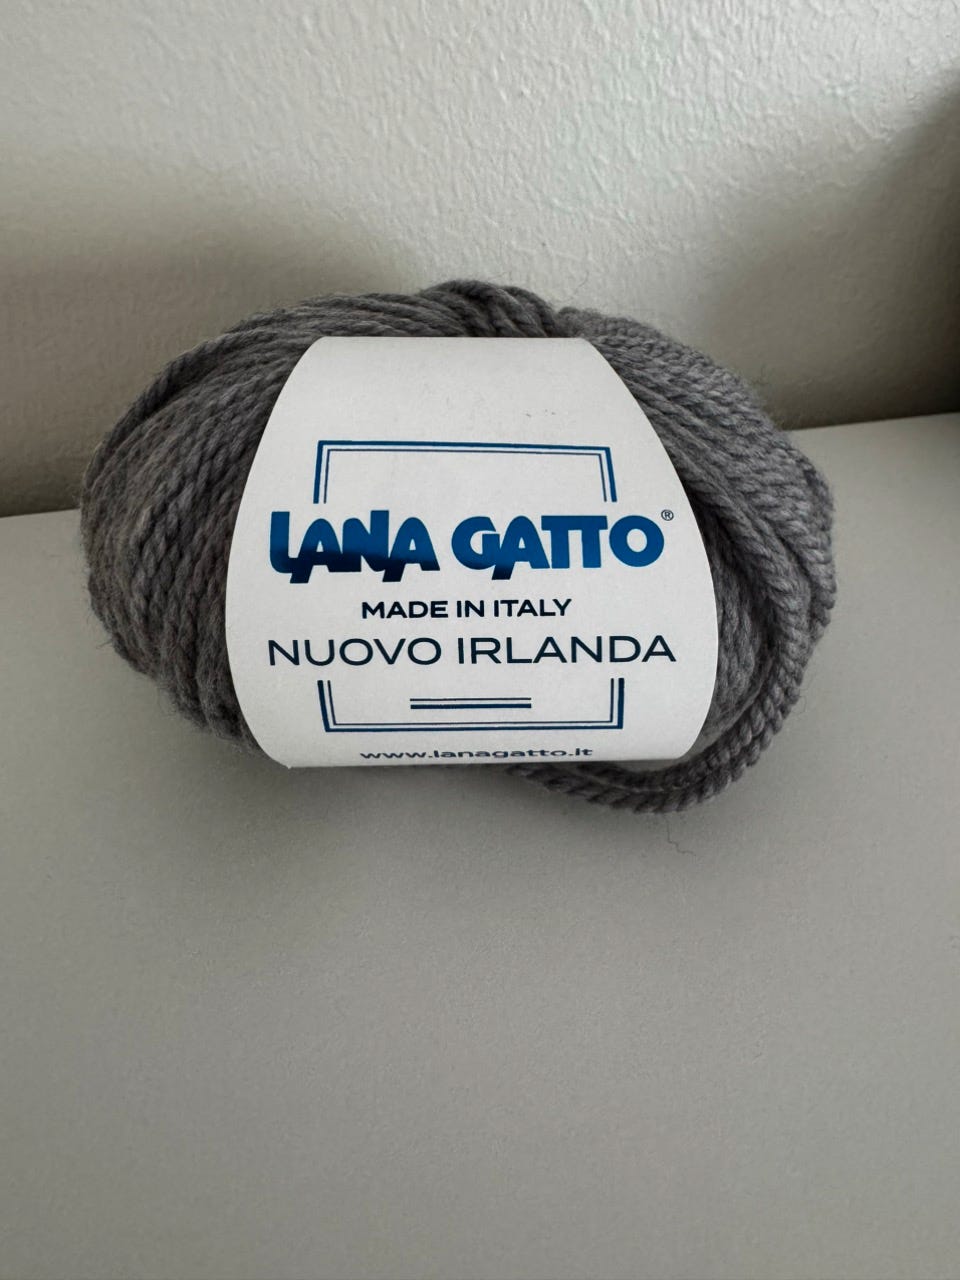 LANA GATTO®
MADE IN ITALY
NUOVO IRLANDA
www.lanagatto.it